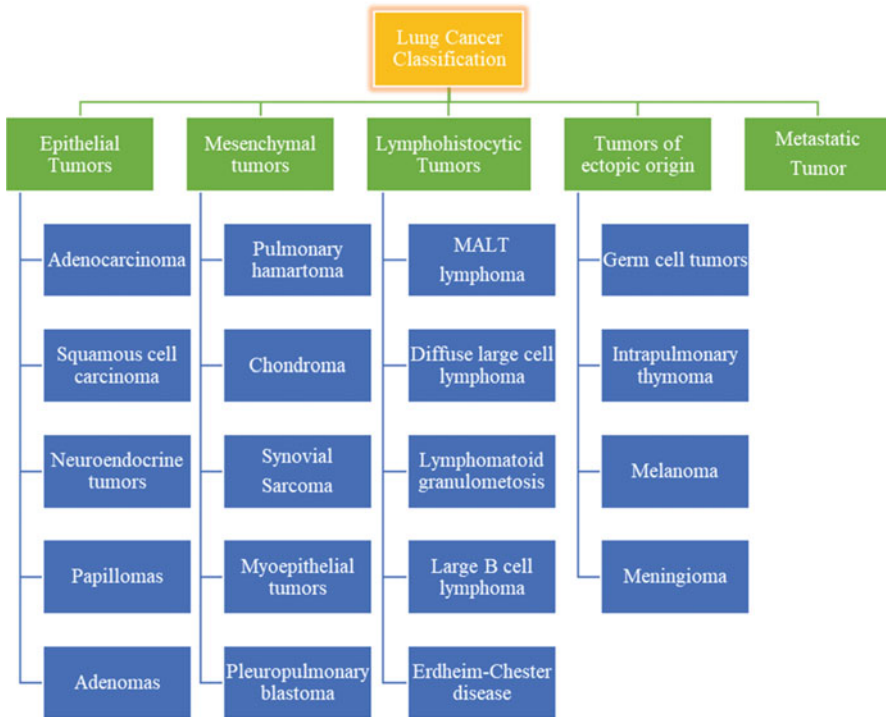 Lung Cancer
Classification
Epithelial
Tumors
Mesenchymal
tumors
Lymphohistocytic
Tumors
Tumors of
ectopic origin
Metastatic
Tumor
Adenocarcinoma
Squamous cell
carcinoma
Neuroendocrine
tumors
Papillomas
Adenomas
Pulmonary
hamartoma
Chondroma
Synovial
Sarcoma
Myoepithelial
tumors
Pleuropulmonary
blastoma
MALT
lymphoma
Diffuse large cell
lymphoma
Lymphomatoid
granulometosis
Large B cell
lymphoma
Erdheim-Chester
disease
Germ cell tumors
Intrapulmonary
thymoma
Melanoma
Meningioma